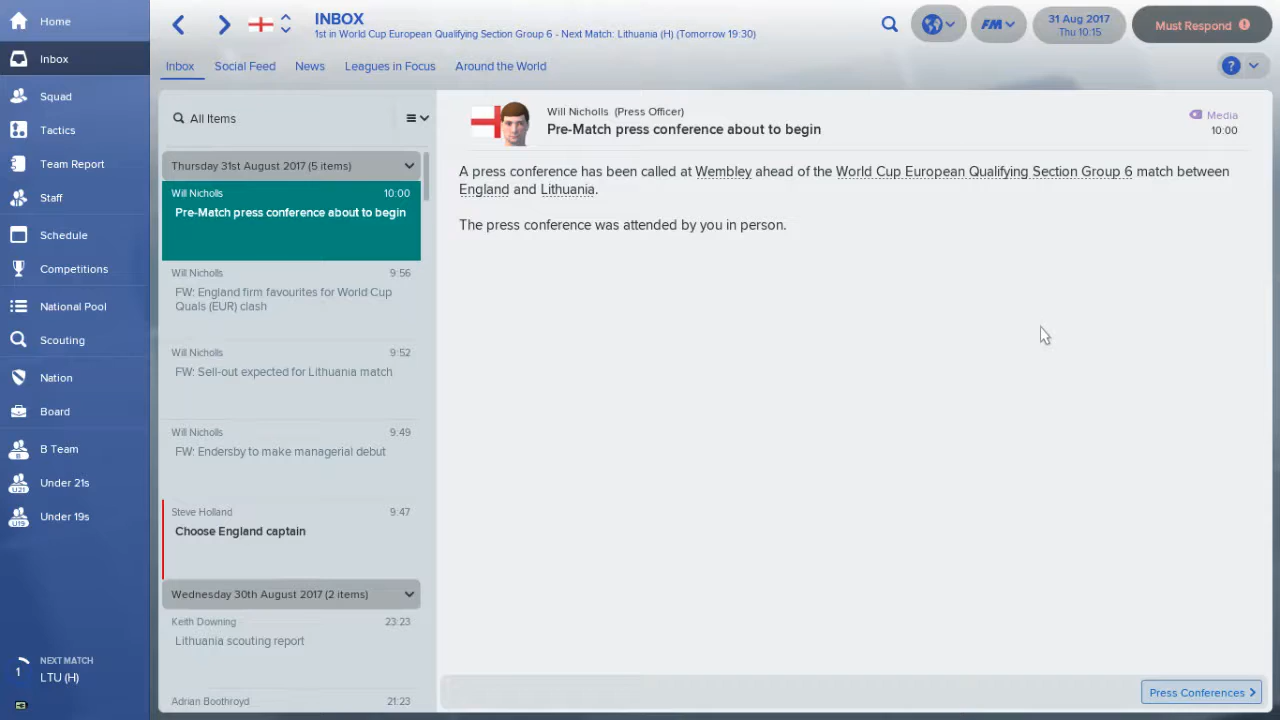 Home
Inbox
Squad
Tactics
Team Report
Staff
Schedule
Competitions
National Pool
Scouting
Nation
Board
B Team
Under 21s
Under 19s
NEXT MATCH
1
LTU (H)
INBOX
1st in World Cup European Qualifying Section Group 6 - Next Match: Lithuania (H) (Tomorrow 19:30)
FM
31 Aug 2017
Thu 10:15
Must Respond
Inbox
Social Feed
News
Leagues in Focus
Around the World
?
All Items
Thursday 31st August 2017 (5 items)
Will Nicholls 10:00
Pre-Match press conference about to begin
Will Nicholls 9:56
FW: England firm favourites for World Cup
Quals (EUR) clash
Will Nicholls 9:52
FW: Sell-out expected for Lithuania match
Will Nicholls 9:49
FW: Endersby to make managerial debut
Steve Holland 9:47
Choose England captain
Wednesday 30th August 2017 (2 items)
Keith Downing 23:23
Lithuania scouting report
Adrian Boothroyd 21:23
Will Nicholls (Press Officer)
Pre-Match press conference about to begin
Media
10:00
A press conference has been called at Wembley ahead of the World Cup European Qualifying Section Group 6 match between
England and Lithuania.
The press conference was attended by you in person.
Press Conferences